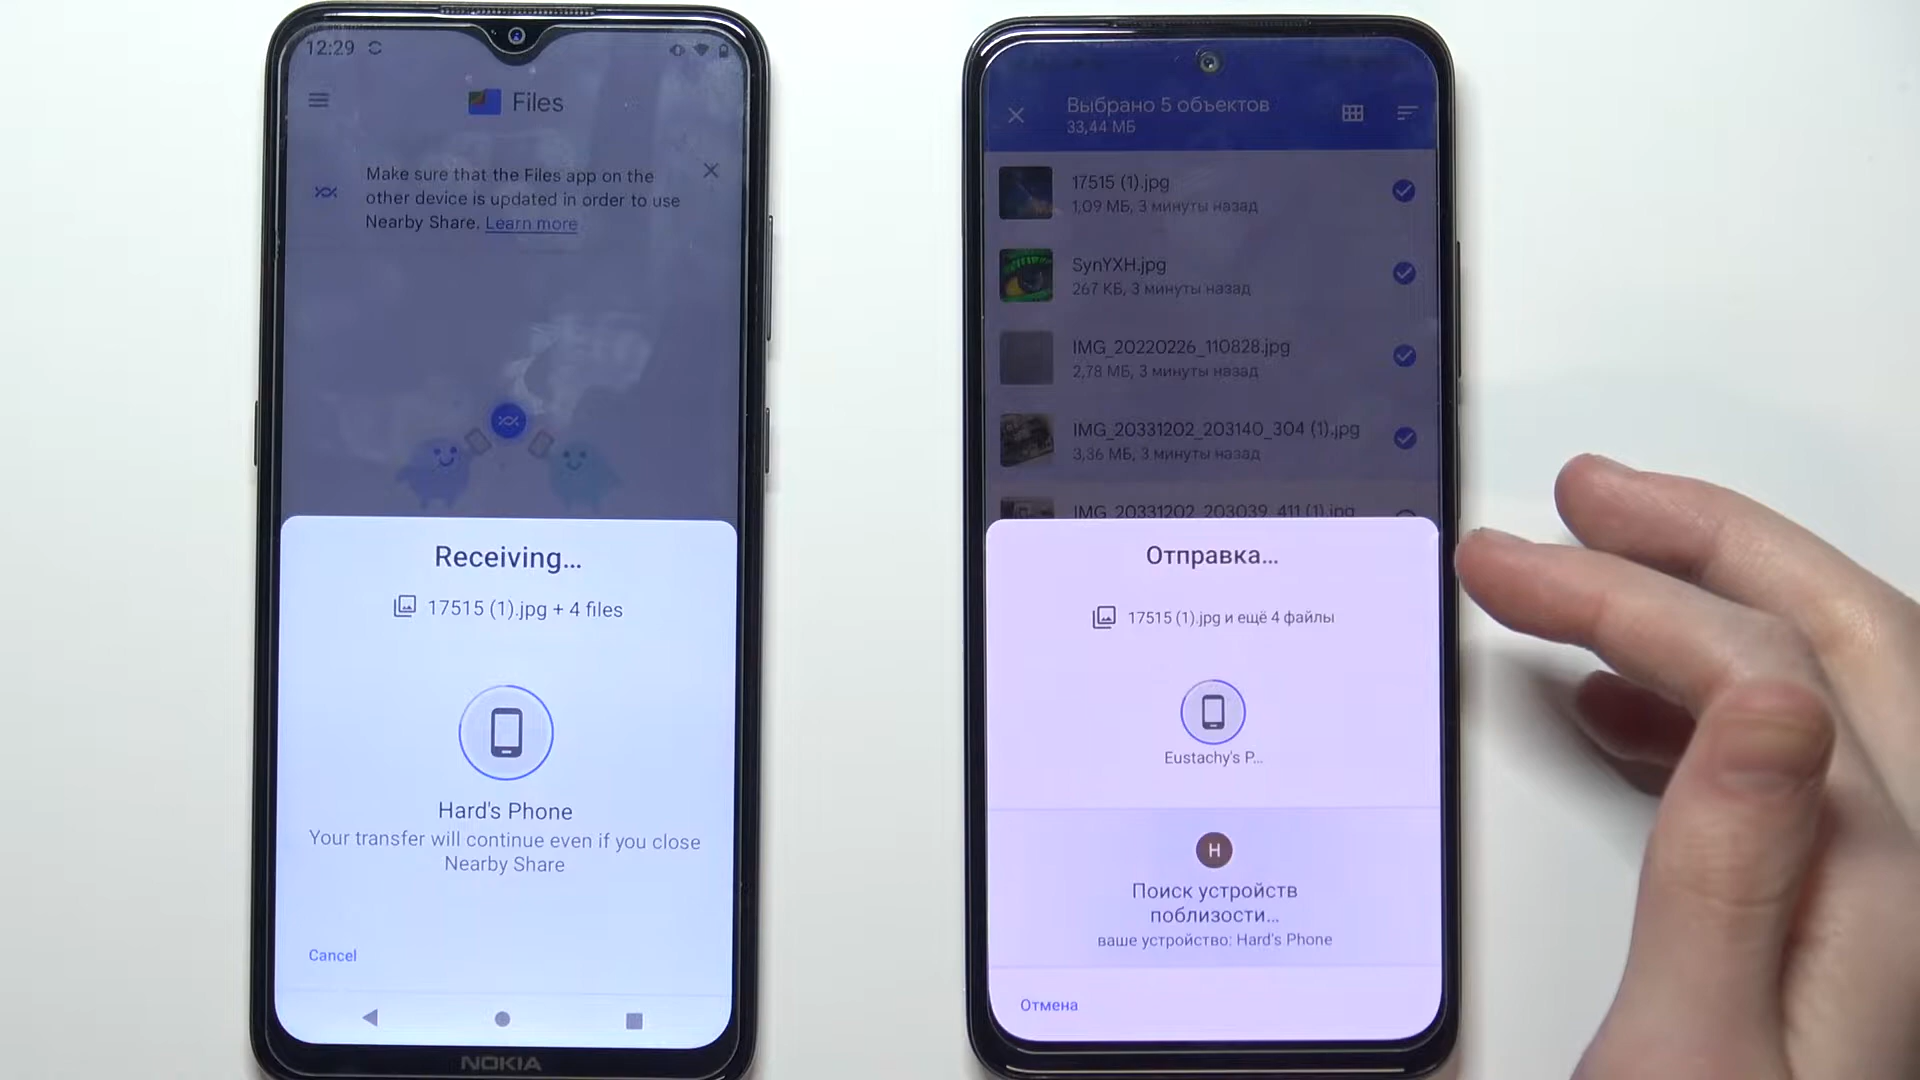 12:29
Files
Make sure that the Files app on the
other device is updated in order to use
Nearby Share. Learn more
Receiving...
17515 (1).jpg + 4 files
Hard's Phone
Your transfer will continue even if you close
Nearby Share
Cancel
NOKIA
Выбрано 5 объектов
33,44 МБ
17515 (1).jpg
1,09 МБ, 3 минуты назад
SynYXH.jpg
267 КБ, 3 минуты назад
IMG_20220226_110828.jpg
2,78 МБ, 3 минуты назад
IMG_20331202_203140_304 (1).jpg
3,36 МБ, 3 минуты назад
IMG_20331202_203039_411 (1).jpg
Отправка...
17515 (1).jpg и ещё 4 файлы
Eustachy's P...
H
Поиск устройств
поблизости...
ваше устройство: Hard's Phone
Отмена